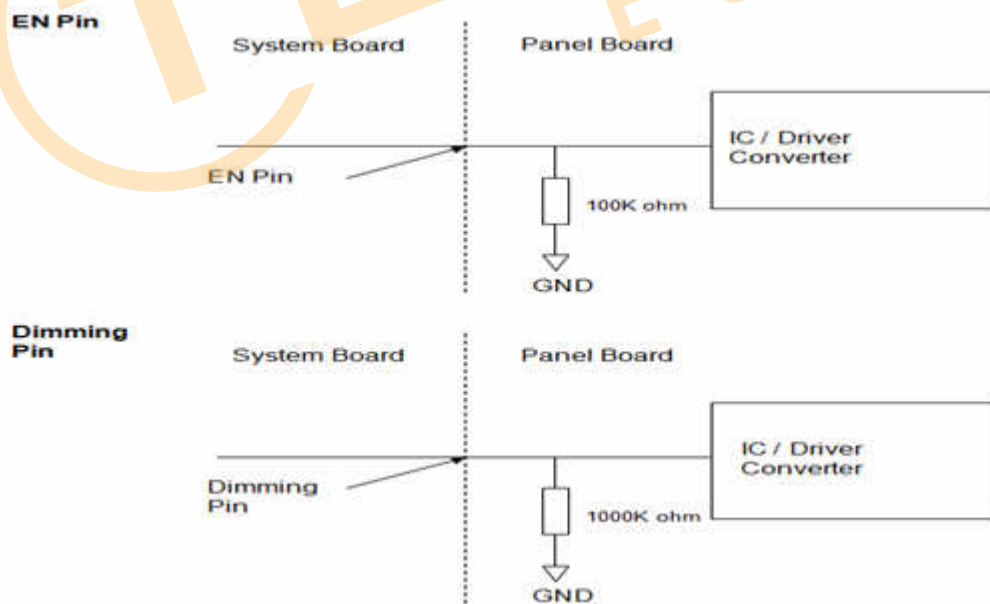 EN Pin
System Board
Panel Board
IC / Driver
Converter
EN Pin
100K ohm
GND
Dimming
Pin
System Board
Panel Board
IC / Driver
Converter
Dimming
Pin
1000K ohm
GND